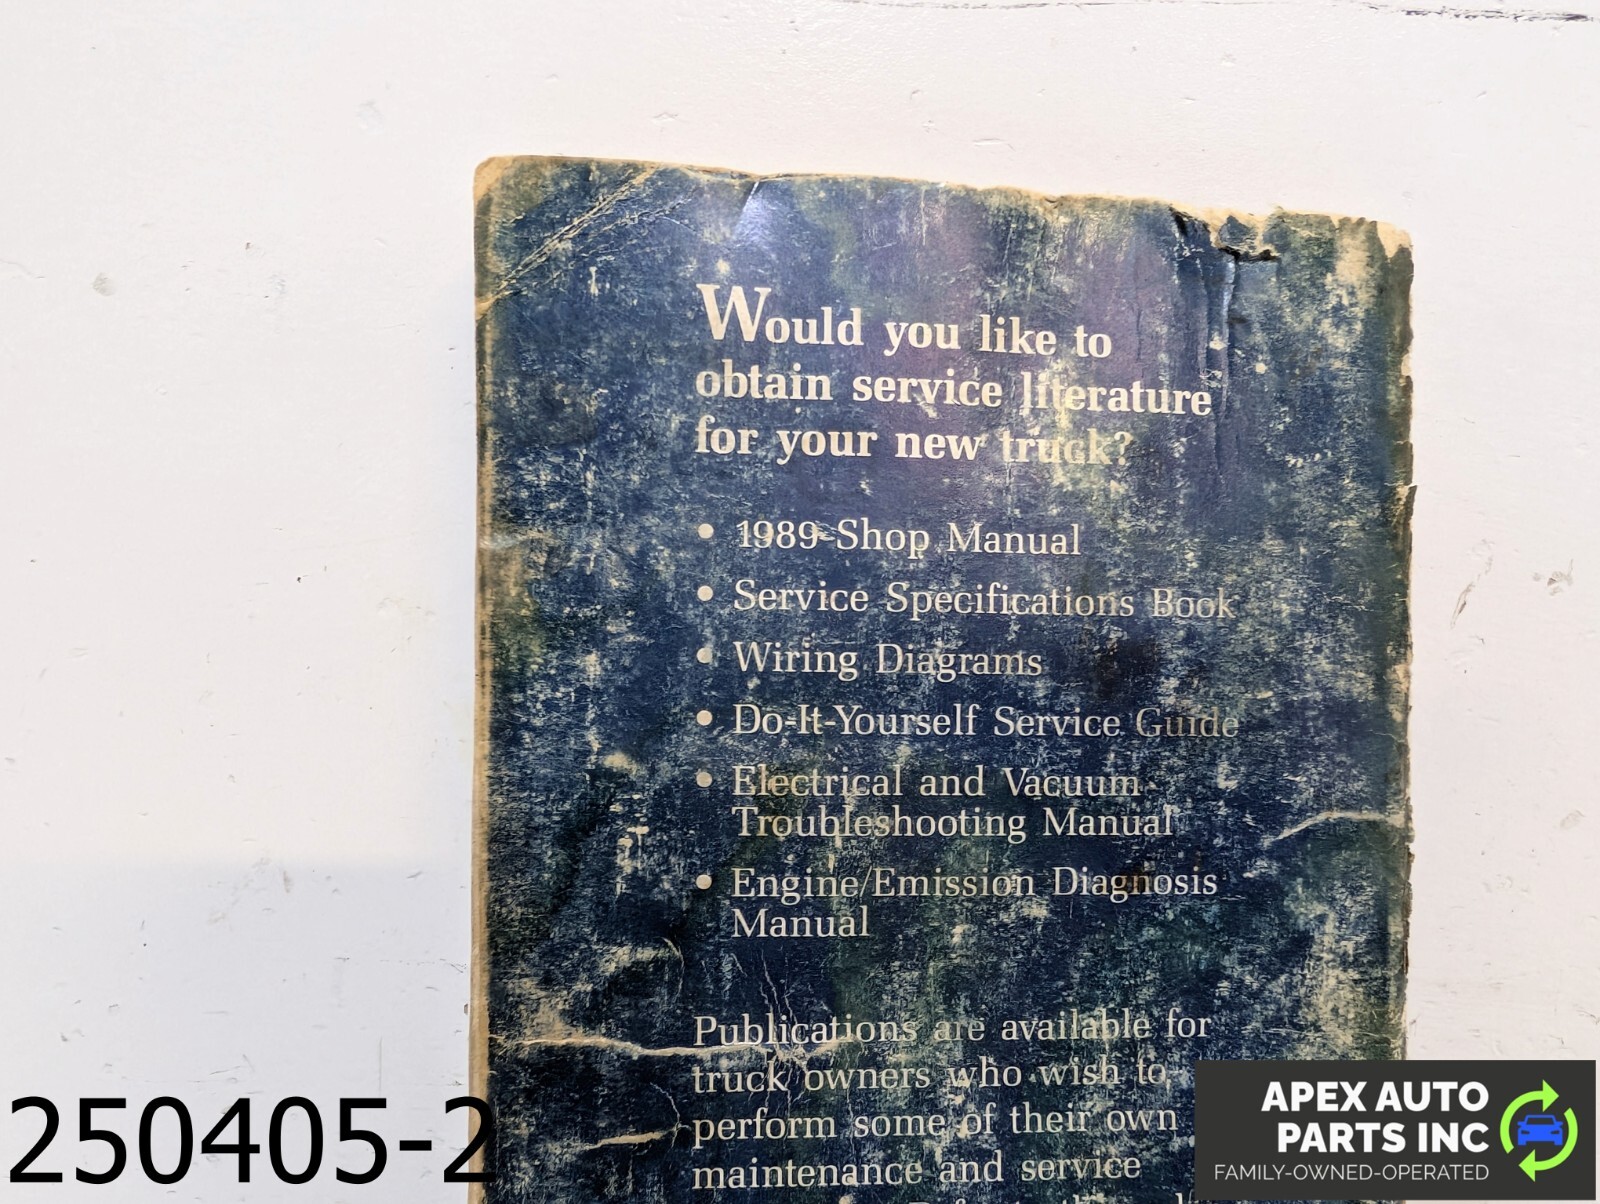 Would you like to
obtain service literature
for your new truck?
• 1989 Shop Manual
• Service Specifications Book
• Wiring Diagrams
• Do-It-Yourself Service Guide
• Electrical and Vacuum
Troubleshooting Manual
• Engine/Emission Diagnosis
Manual
Publications are available for
truck owners who wish to
perform some of their own
maintenance and service
250405-2
APEX AUTO
PARTS INC
FAMILY-OWNED-OPERATED